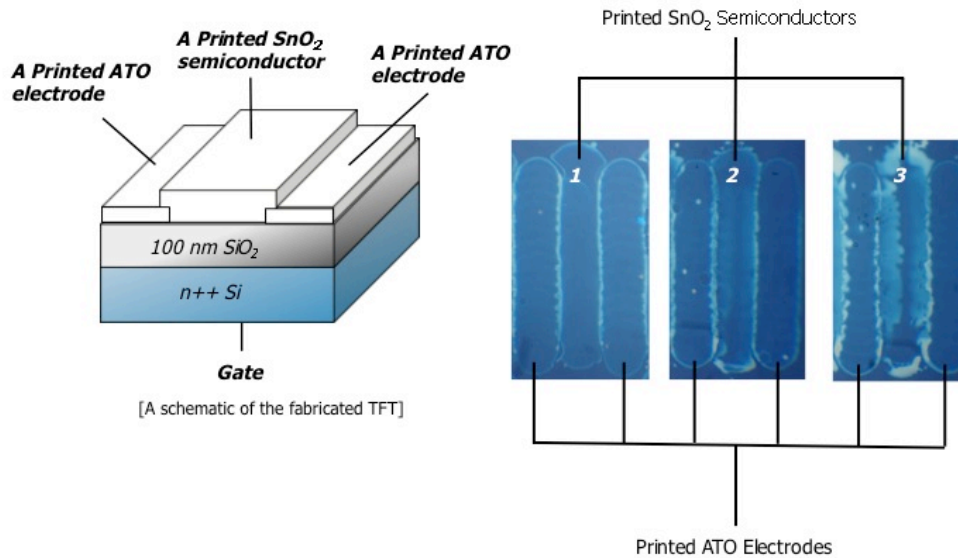 A Printed SnO₂
semiconductor
A Printed ATO
electrode
A Printed ATO
electrode
100 nm SiO₂
n++ Si
Gate
[A schematic of the fabricated TFT]
Printed SnO₂ Semiconductors
1
2
3
Printed ATO Electrodes